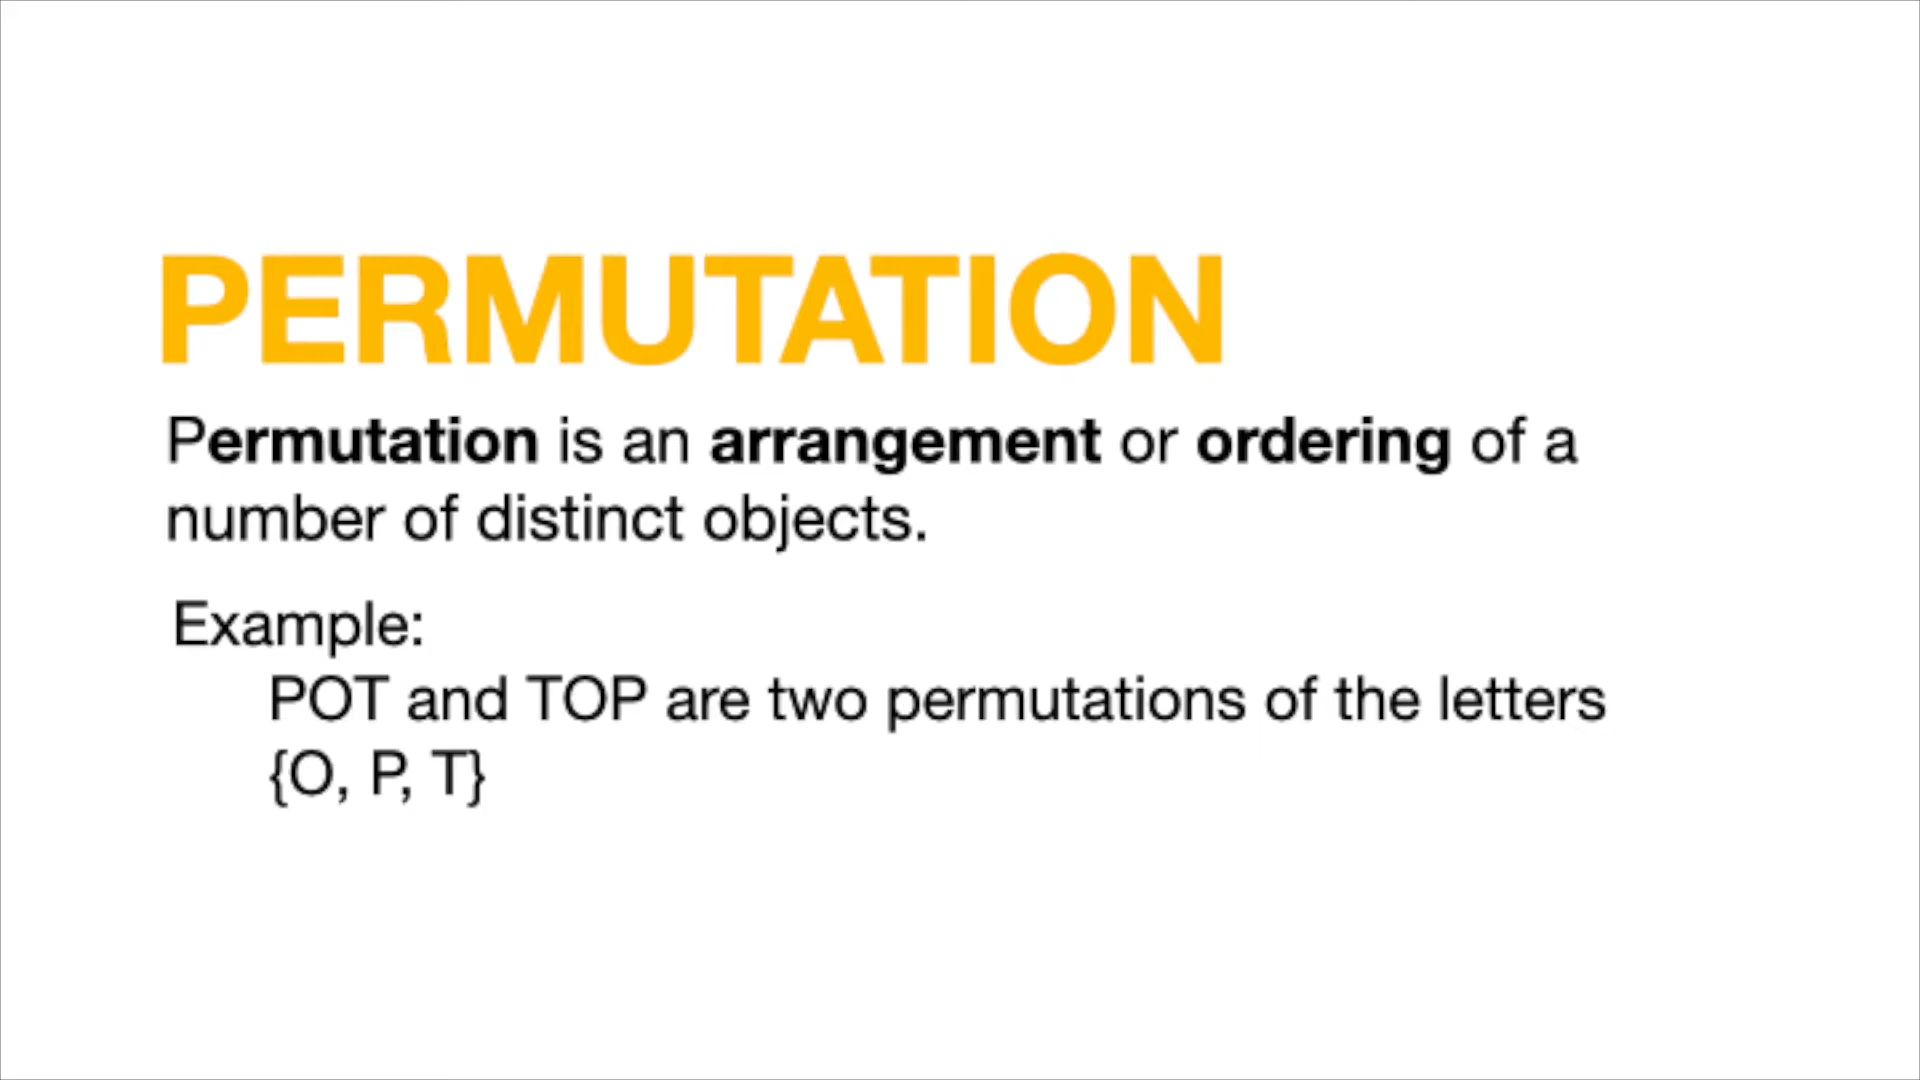 PERMUTATION
Permutation is an arrangement or ordering of a
number of distinct objects.
Example:
POT and TOP are two permutations of the letters
{O, P, T}